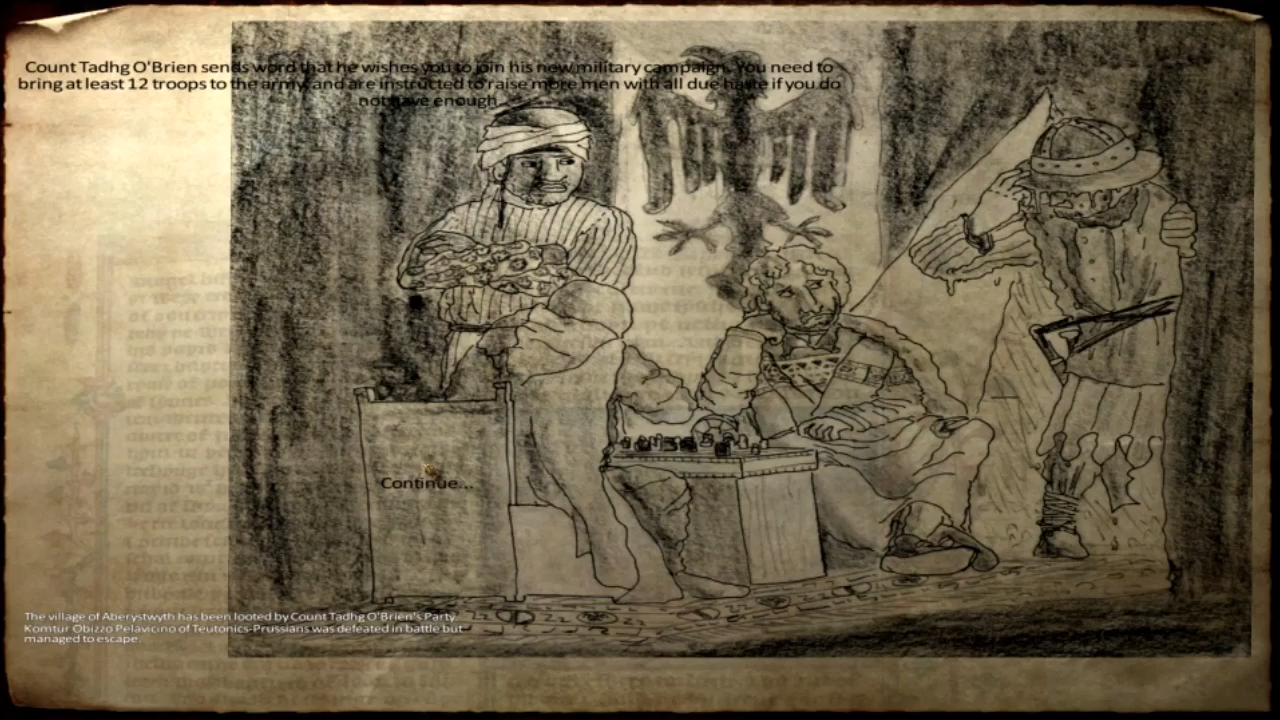 Count Tadhg O'Brien sends word that he wishes you to join his new military campaign. You need to
bring at least 12 troops to the army, and are instructed to raise more men with all due haste if you do
not have enough.
Continue...
The village of Aberystwyth has been looted by Count Tadhg O'Brien's Party.
Komtur Obizzo Pelavicino of Teutonics-Prussians was defeated in battle but
managed to escape.